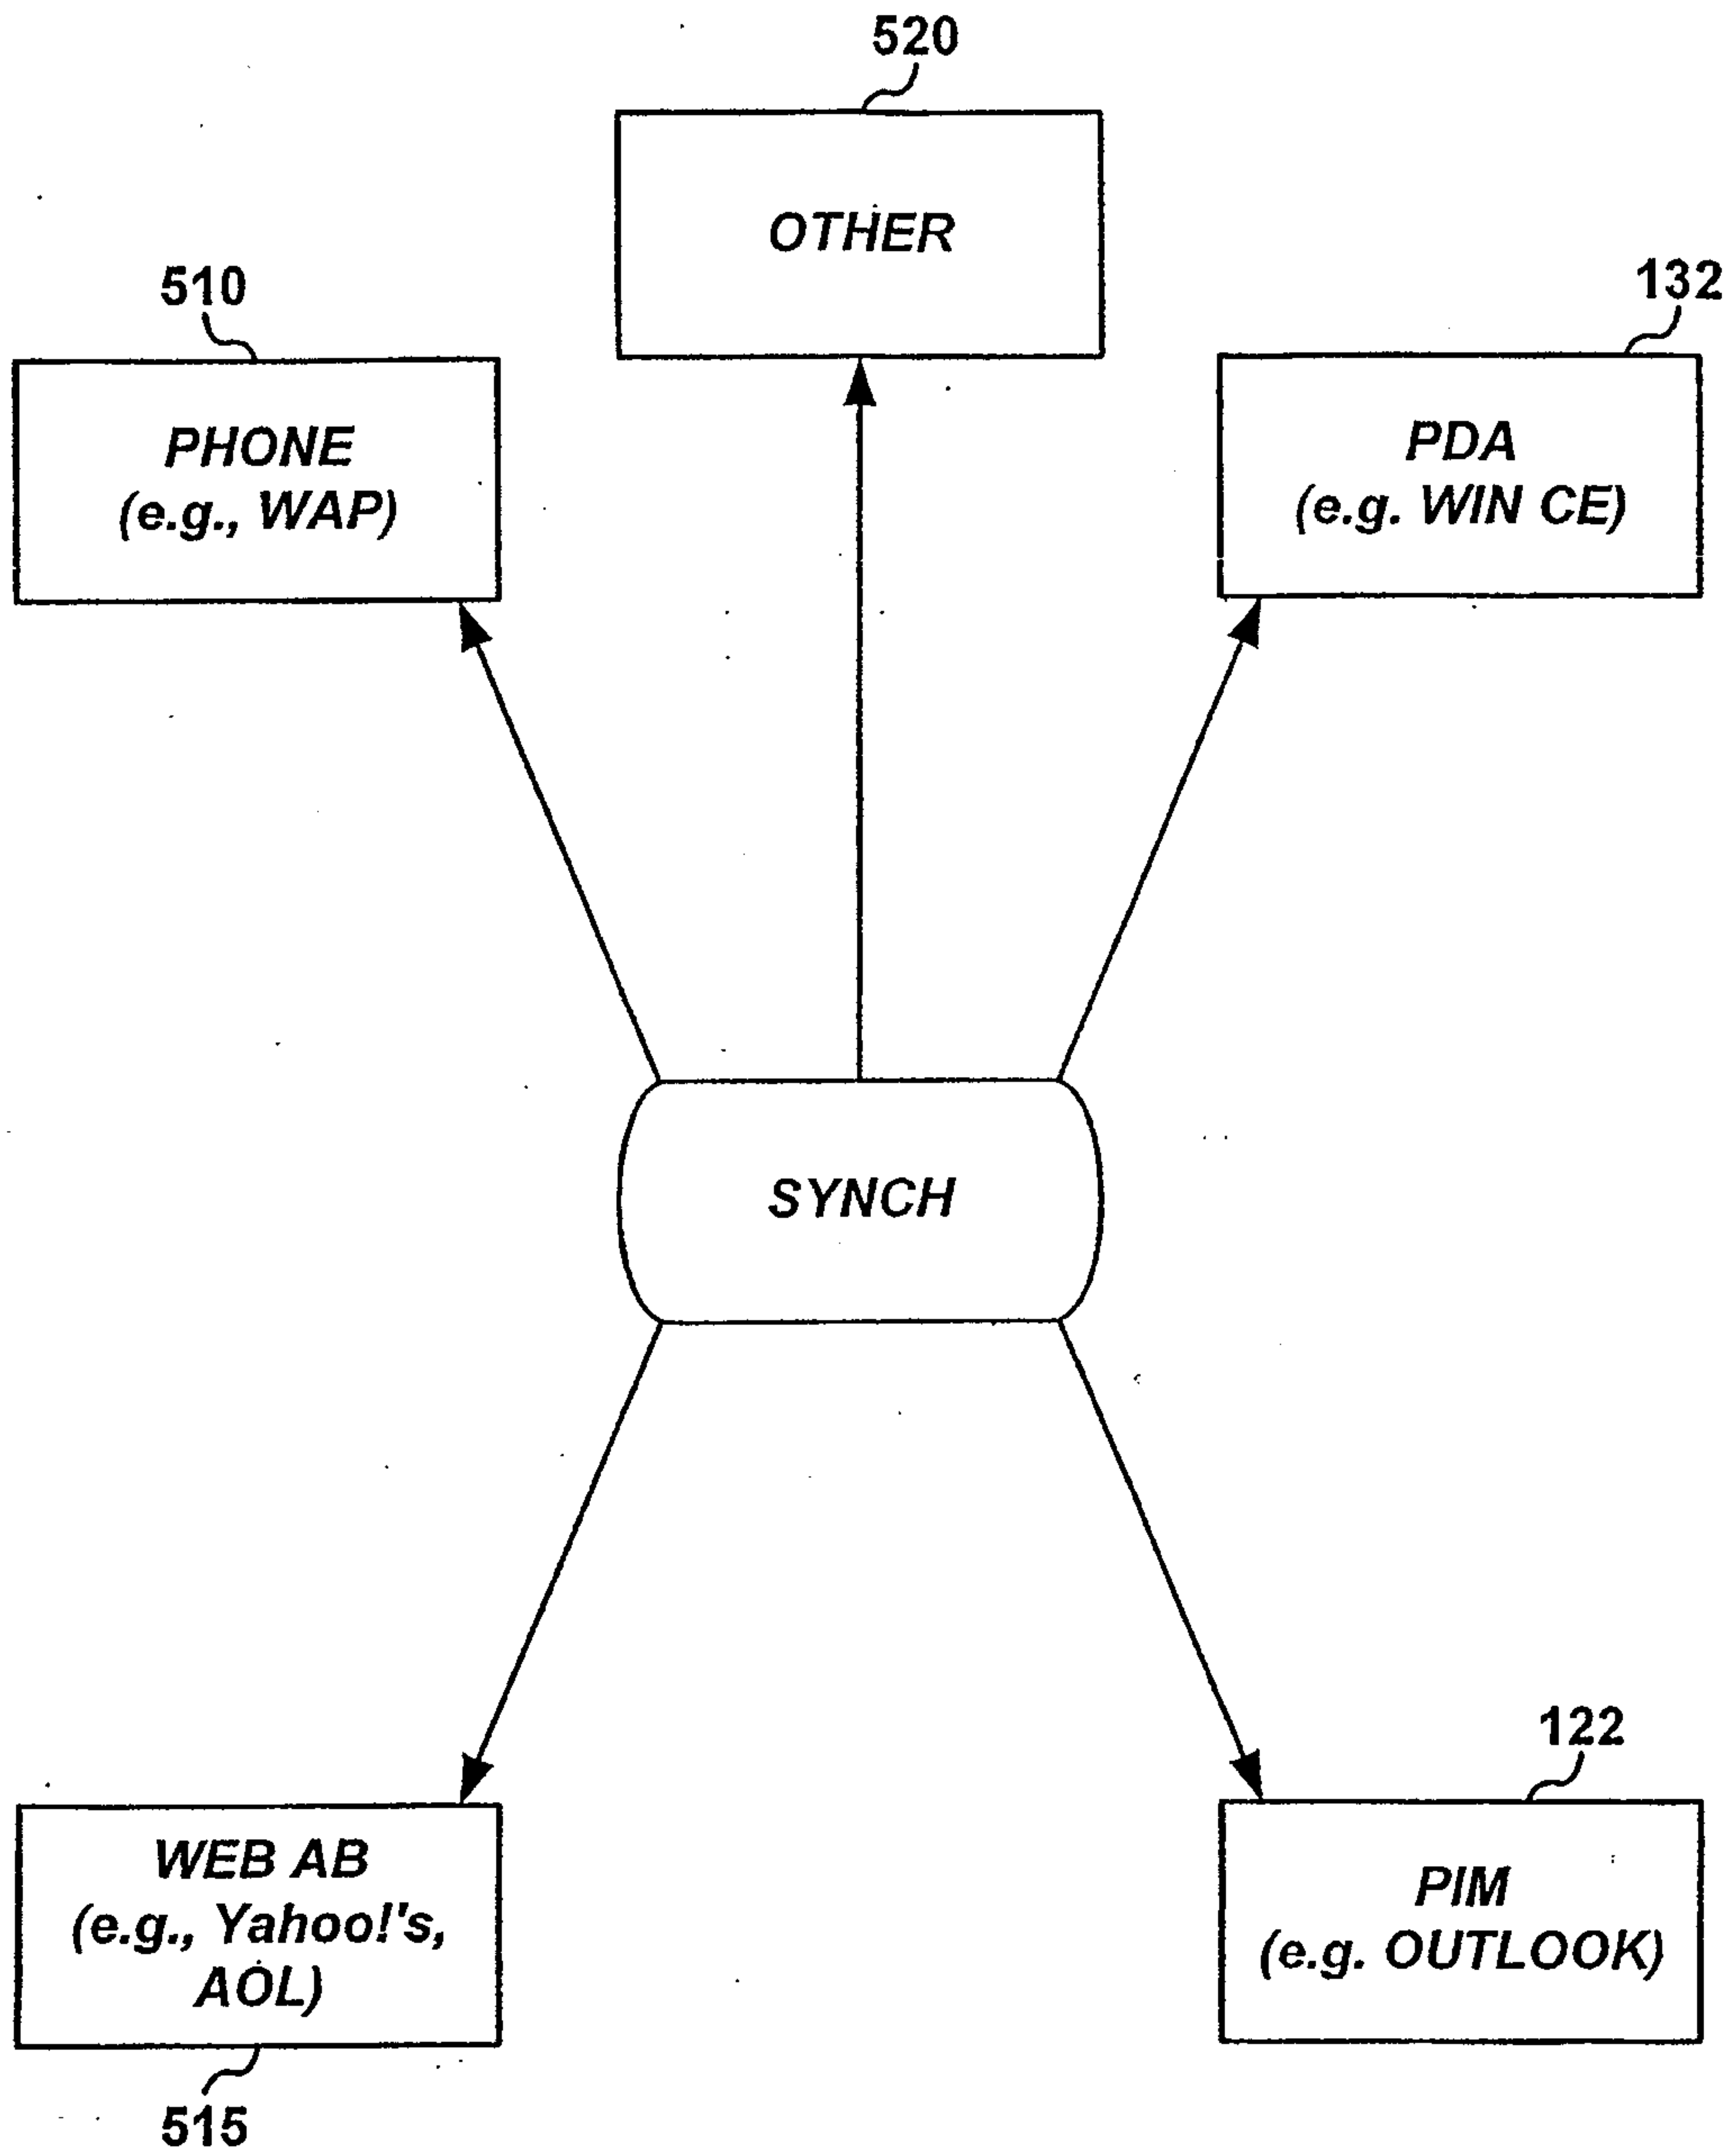 520
OTHER
510
PHONE
(e.g., WAP)
132
PDA
(e.g. WIN CE)
SYNCH
WEB AB
(e.g., Yahoo!'s,
AOL)
515
122
PIM
(e.g. OUTLOOK)